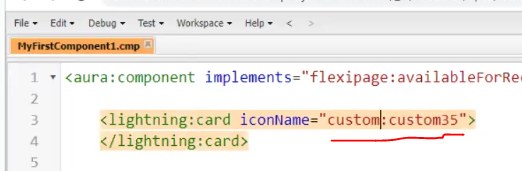 File Edit Debug Test Workspace Help < >
MyFirstComponent1.cmp
1 <aura:component implements="flexipage:availableForRec
2
3 <lightning:card iconName="custom:custom35">
4 </lightning:card>
5